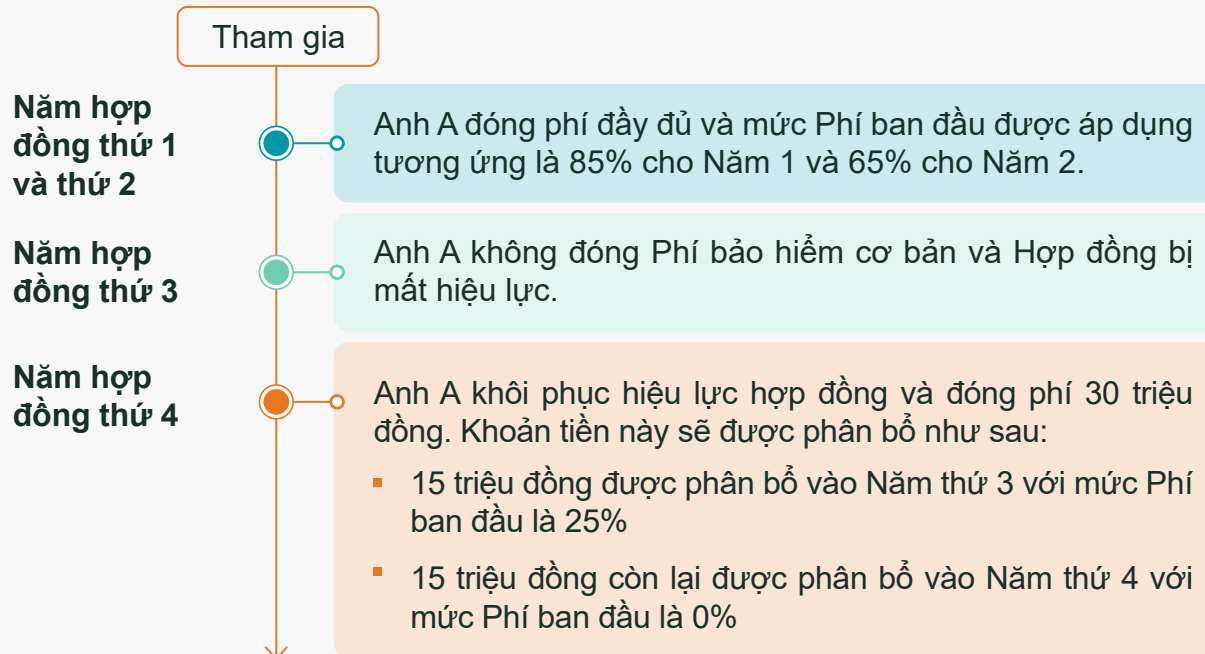 Tham gia
Năm hợp
đồng thứ 1
và thứ 2
Anh A đóng phí đầy đủ và mức Phí ban đầu được áp dụng
tương ứng là 85% cho Năm 1 và 65% cho Năm 2.
Năm hợp
đồng thứ 3
Anh A không đóng Phí bảo hiểm cơ bản và Hợp đồng bị
mất hiệu lực.
Năm hợp
đồng thứ 4
Anh A khôi phục hiệu lực hợp đồng và đóng phí 30 triệu
đồng. Khoản tiền này sẽ được phân bổ như sau:
▪ 15 triệu đồng được phân bổ vào Năm thứ 3 với mức Phí
ban đầu là 25%
▪ 15 triệu đồng còn lại được phân bổ vào Năm thứ 4 với
mức Phí ban đầu là 0%